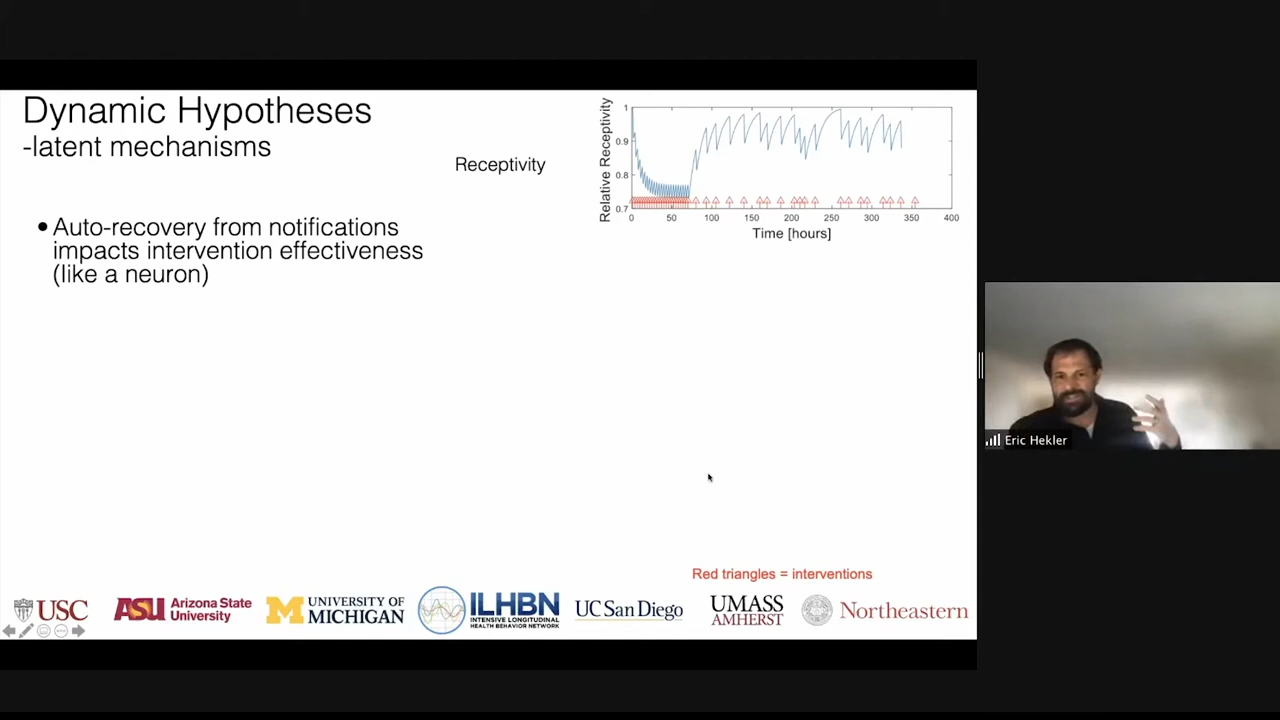 Dynamic Hypotheses
-latent mechanisms
Receptivity
• Auto-recovery from notifications
impacts intervention effectiveness
(like a neuron)
Relative Receptivity
1
0.9
0.8
0.7
0 50 100 150 200 250 300 350 400
Time [hours]
Eric Hekler
Red triangles = interventions
USC
ASU Arizona State
University
M UNIVERSITY OF
MICHIGAN
ILHBN
INTENSIVE LONGITUDINAL
HEALTH BEHAVIOR NETWORK
UC San Diego
UMASS
AMHERST
Northeastern